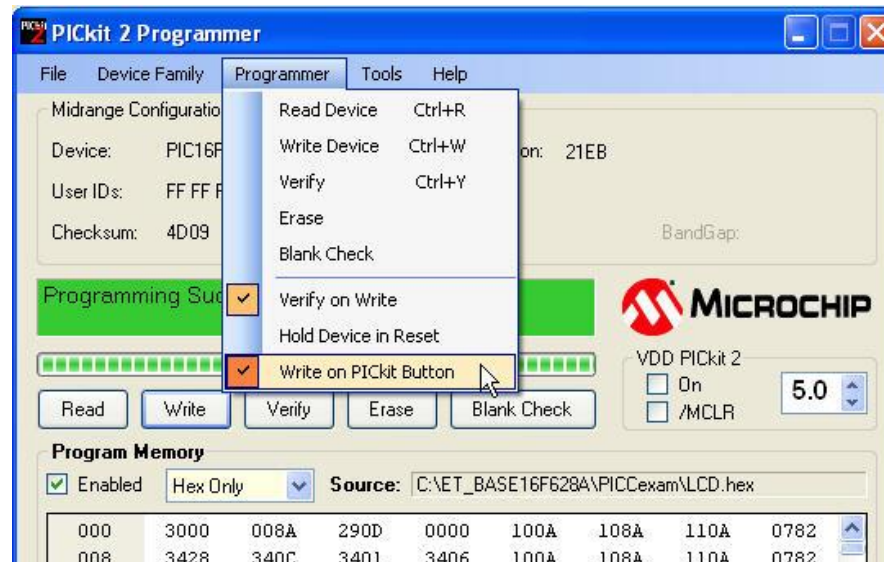 PICkit 2 Programmer
File Device Family Programmer Tools Help
Midrange Configuratio
Read Device Ctrl+R
Device: PIC16F
Write Device Ctrl+W
on: 21EB
User IDs: FF FF F
Verify Ctrl+Y
Erase
Checksum: 4D09
BandGap:
Blank Check
Programming Suc
Verify on Write
MICROCHIP
Hold Device in Reset
Write on PICkit Button
VDD PICkit 2
On
5.0
/MCLR
Read Write Verify Erase Blank Check
Program Memory
Enabled Hex Only Source: C:\ET_BASE16F628A\PICCexam\LCD.hex
000 3000 008A 290D 0000 100A 108A 110A 0782
008 3428 340C 3401 3406 100A 108A 110A 0782